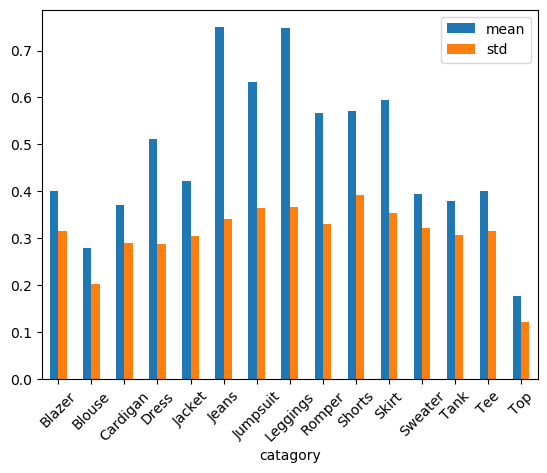 mean
std
0.7
0.6
0.5
0.4
0.3
0.2
0.1
0.0
Blazer
Blouse
Cardigan
Dress
Jacket
Jeans
Jumpsuit
Leggings
Romper
Shorts
Skirt
Sweater
Tank
Tee
Top
catagory